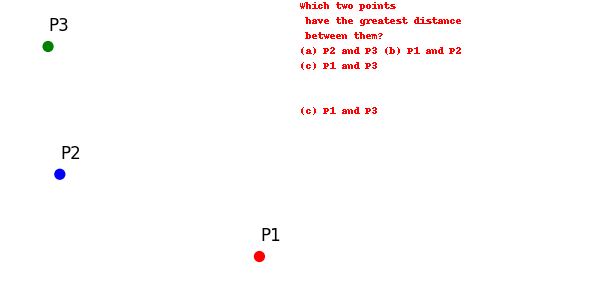 Which two points
have the greatest distance
between them?
(a) P2 and P3 (b) P1 and P2
(c) P1 and P3
(c) P1 and P3
P3
P2
P1